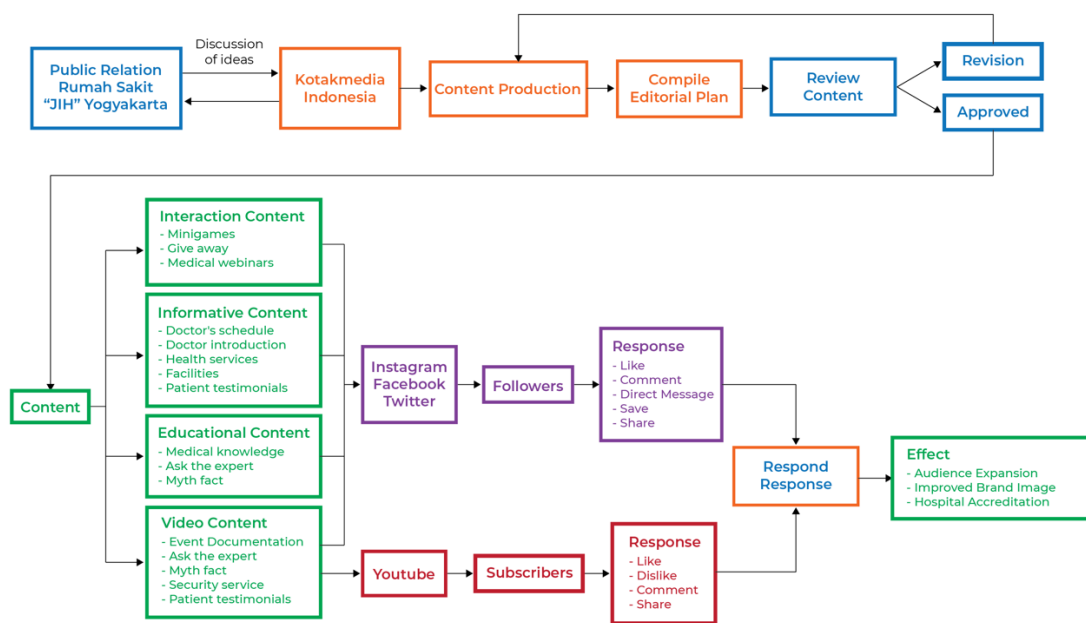 Discussion
of ideas
Public Relation
Rumah Sakit
“JIH” Yogyakarta
Kotakmedia
Indonesia
Content Production
Compile
Editorial Plan
Review
Content
Revision
Approved
Content
Interaction Content
- Minigames
- Give away
- Medical webinars
Informative Content
- Doctor's schedule
- Doctor introduction
- Health services
- Facilities
- Patient testimonials
Educational Content
- Medical knowledge
- Ask the expert
- Myth fact
Video Content
- Event Documentation
- Ask the expert
- Myth fact
- Security service
- Patient testimonials
Instagram
Facebook
Twitter
Followers
Response
- Like
- Comment
- Direct Message
- Save
- Share
Youtube
Subscribers
Response
- Like
- Dislike
- Comment
- Share
Respond
Response
Effect
- Audience Expansion
- Improved Brand Image
- Hospital Accreditation